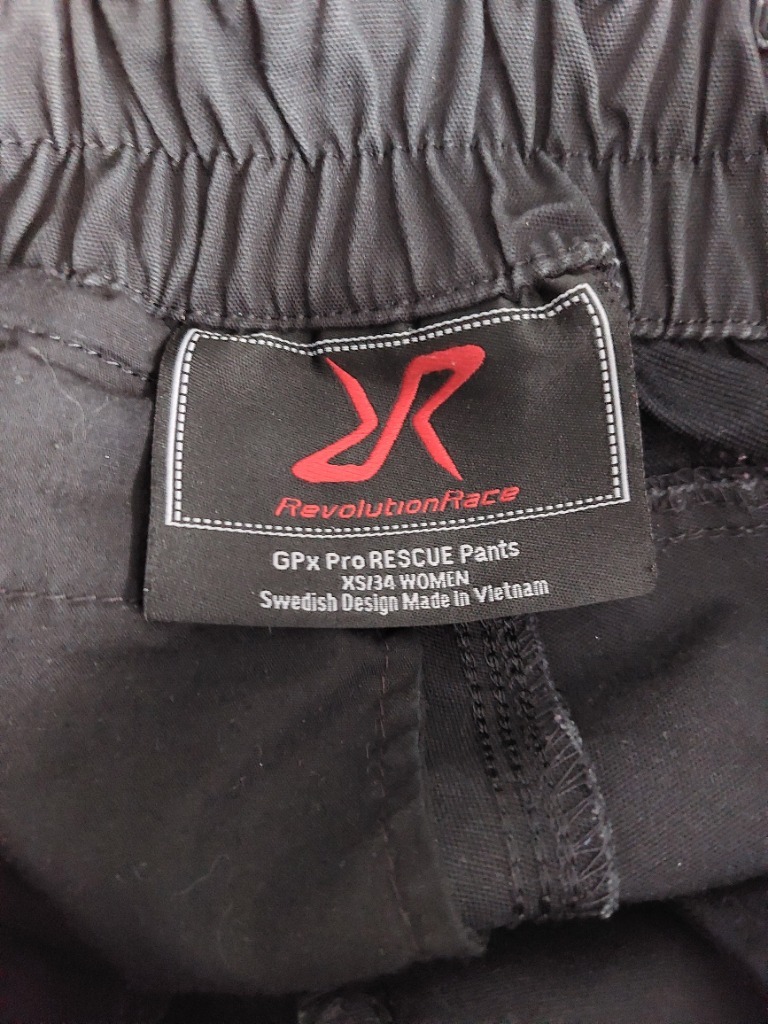 RevolutionRace
GPx Pro RESCUE Pants
XS/34 WOMEN
Swedish Design Made in Vietnam